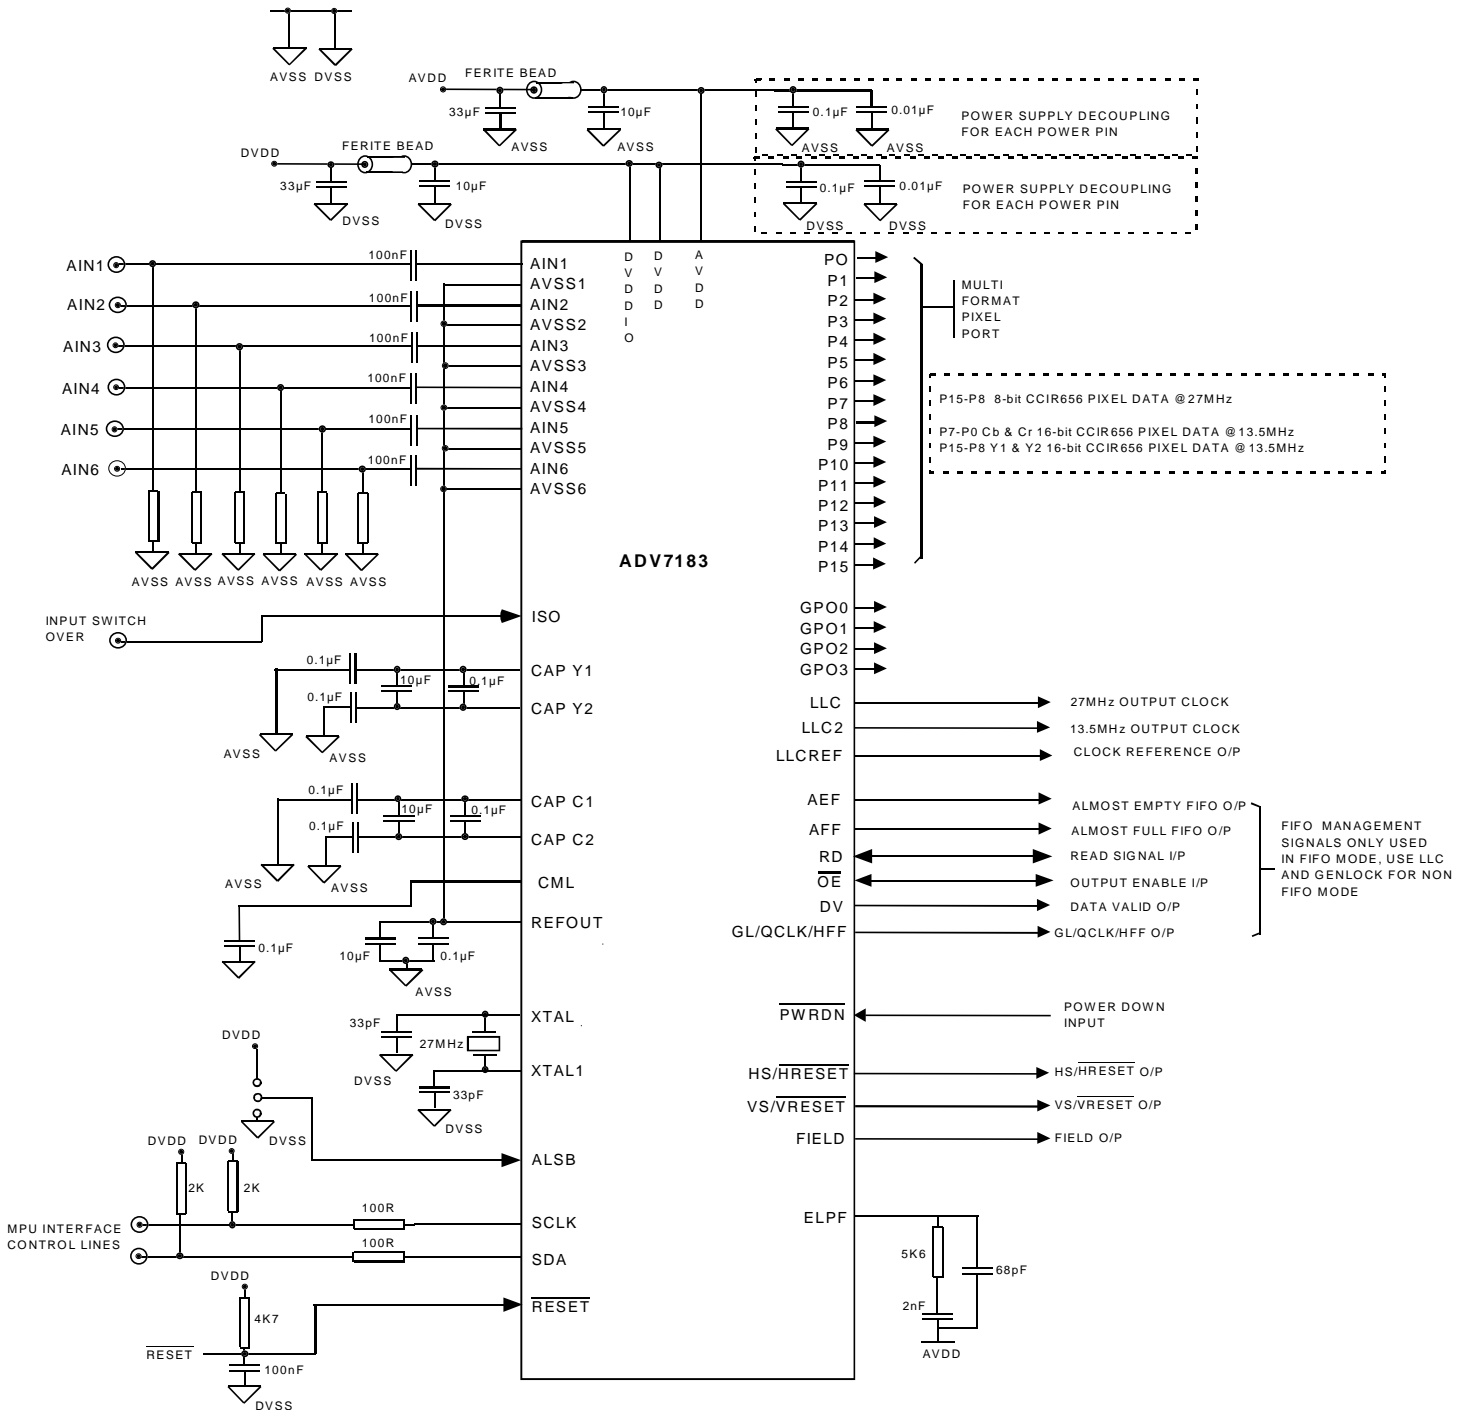 AVSS DVSS
AVDD
FERITE BEAD
33µF
10µF
AVSS
AVSS
0.1µF
0.01µF
AVSS
AVSS
POWER SUPPLY DECOUPLING
FOR EACH POWER PIN
DVDD
FERITE BEAD
33µF
10µF
DVSS
DVSS
0.1µF
0.01µF
DVSS
DVSS
POWER SUPPLY DECOUPLING
FOR EACH POWER PIN
AIN1
100nF
AIN1
AVSS1
AIN2
100nF
AIN2
AVSS2
AIN3
100nF
AIN3
AVSS3
AIN4
100nF
AIN4
AVSS4
AIN5
100nF
AIN5
AVSS5
AIN6
100nF
AIN6
AVSS6
AVSS AVSS AVSS AVSS AVSS AVSS
DVDDIO
DVDD
AVDD
ADV7183
PO
P1
P2
P3
P4
P5
P6
P7
P8
P9
P10
P11
P12
P13
P14
P15
MULTI
FORMAT
PIXEL
PORT
P15-P8 8-bit CCIR656 PIXEL DATA @27MHz
P7-P0 Cb & Cr 16-bit CCIR656 PIXEL DATA @13.5MHz
P15-P8 Y1 & Y2 16-bit CCIR656 PIXEL DATA @13.5MHz
INPUT SWITCH
OVER
ISO
GPO0
GPO1
GPO2
GPO3
0.1µF
10µF
0.1µF
CAP Y1
0.1µF
CAP Y2
AVSS
AVSS
LLC
27MHz OUTPUT CLOCK
LLC2
13.5MHz OUTPUT CLOCK
LLCREF
CLOCK REFERENCE O/P
0.1µF
10µF
0.1µF
CAP C1
0.1µF
CAP C2
AVSS
AVSS
AEF
ALMOST EMPTY FIFO O/P
AFF
ALMOST FULL FIFO O/P
RD
READ SIGNAL I/P
OE
OUTPUT ENABLE I/P
DV
DATA VALID O/P
GL/QCLK/HFF
GL/QCLK/HFF O/P
FIFO MANAGEMENT
SIGNALS ONLY USED
IN FIFO MODE, USE LLC
AND GENLOCK FOR NON
FIFO MODE
CML
0.1µF
REFOUT
10µF
0.1µF
AVSS
XTAL
33pF
27MHz
DVSS
XTAL1
33pF
DVSS
PWRDN
POWER DOWN
INPUT
HS/HRESET
HS/HRESET O/P
VS/VRESET
VS/VRESET O/P
FIELD
FIELD O/P
DVDD
DVSS
ALSB
DVDD DVDD
2K
2K
MPU INTERFACE
CONTROL LINES
100R
SCLK
100R
SDA
ELPF
5K6
68pF
2nF
AVDD
DVDD
4K7
RESET
RESET
100nF
DVSS